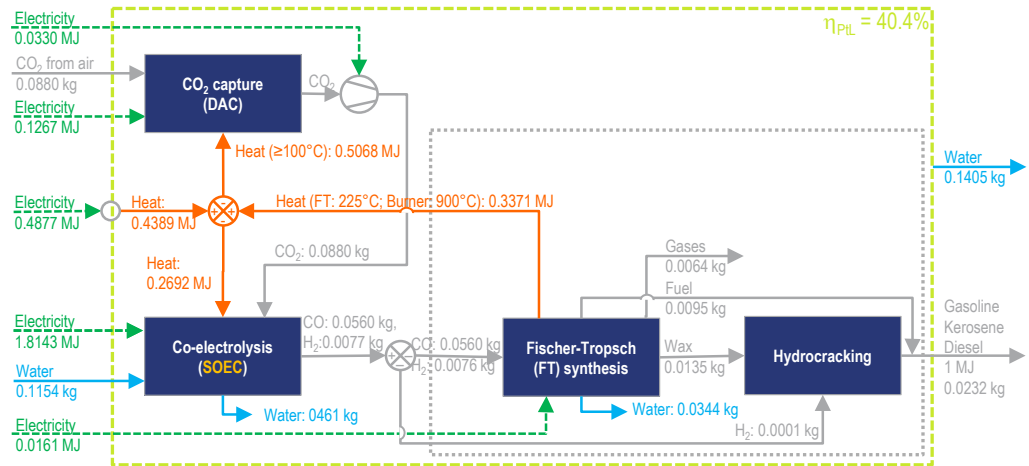 Electricity
0.0330 MJ
η_PtL = 40.4%
CO₂ from air
0.0880 kg
CO₂ capture
(DAC)
CO₂
Electricity
0.1267 MJ
Heat (≥100°C): 0.5068 MJ
Water
0.1405 kg
Electricity
0.4877 MJ
Heat:
0.4389 MJ
Heat (FT: 225°C; Burner: 900°C): 0.3371 MJ
CO₂: 0.0880 kg
Heat:
0.2692 MJ
Gases
0.0064 kg
Fuel
0.0095 kg
Electricity
1.8143 MJ
Co-electrolysis
(SOEC)
CO: 0.0560 kg,
H₂:0.0077 kg
CO: 0.0560 kg,
H₂: 0.0076 kg
Fischer-Tropsch
(FT) synthesis
Wax
0.0135 kg
Hydrocracking
Gasoline
Kerosene
Diesel
1 MJ
0.0232 kg
Water
0.1154 kg
Water: 0461 kg
Water: 0.0344 kg
Electricity
0.0161 MJ
H₂: 0.0001 kg